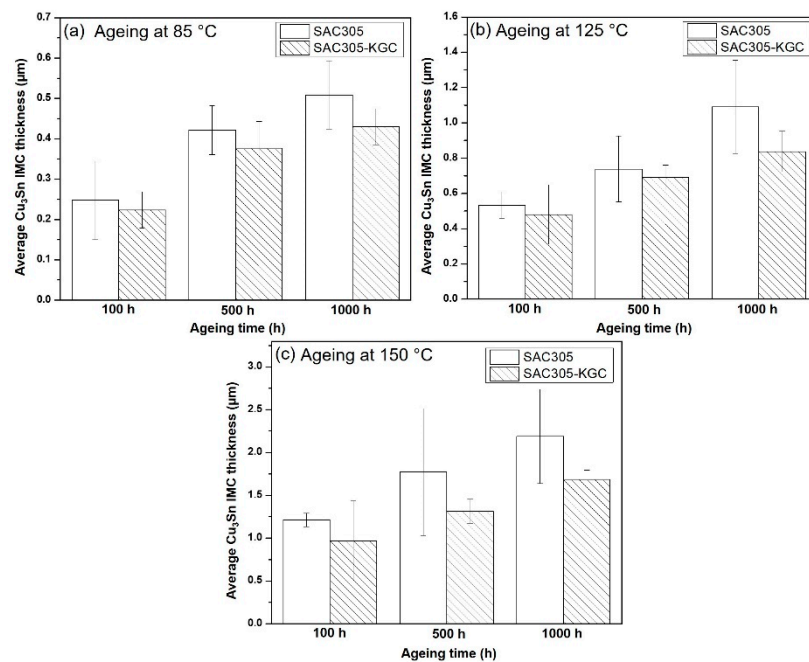 (a) Ageing at 85 °C
SAC305
SAC305-KGC
0.7
0.6
0.5
0.4
0.3
0.2
0.1
0.0
Average Cu₃Sn IMC thickness (μm)
100 h
500 h
1000 h
Ageing time (h)
(b) Ageing at 125 °C
SAC305
SAC305-KGC
1.6
1.4
1.2
1.0
0.8
0.6
0.4
0.2
0.0
Average Cu₃Sn IMC thickness (μm)
100 h
500 h
1000 h
Ageing time (h)
(c) Ageing at 150 °C
SAC305
SAC305-KGC
3.0
2.5
2.0
1.5
1.0
0.5
0.0
Average Cu₃Sn IMC thickness (μm)
100 h
500 h
1000 h
Ageing time (h)